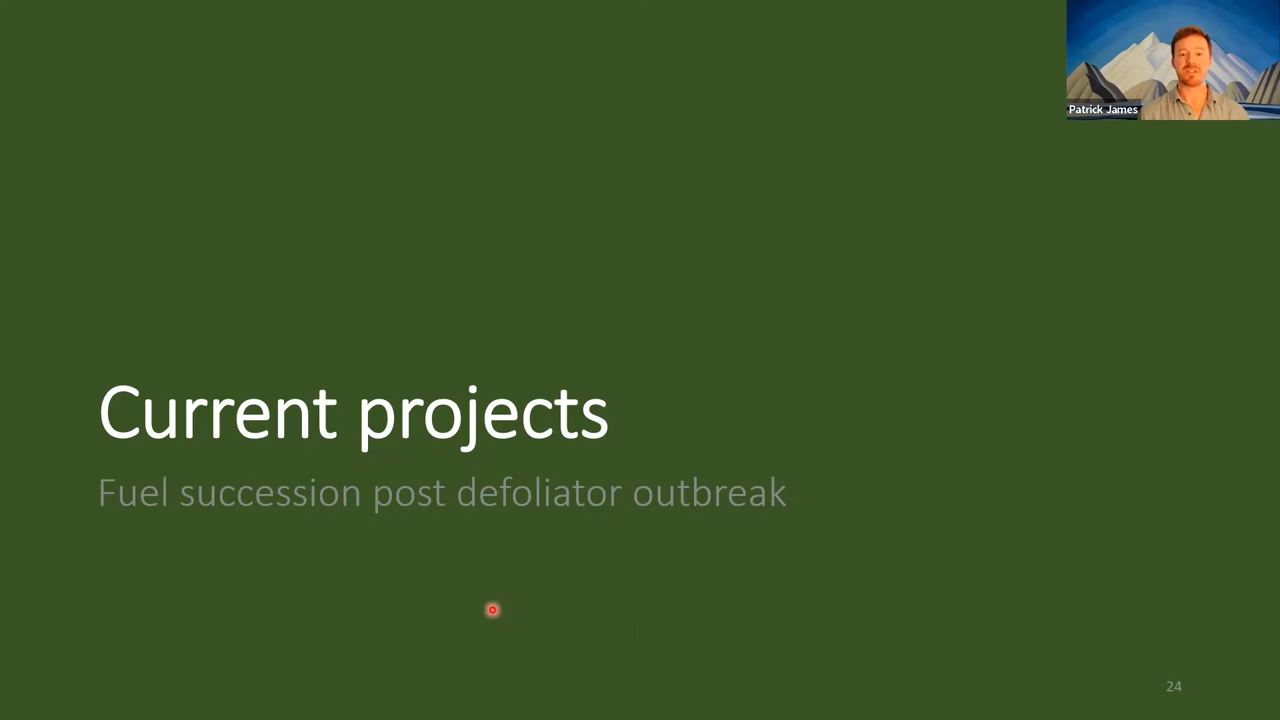 Patrick James
Current projects
Fuel succession post defoliator outbreak
24